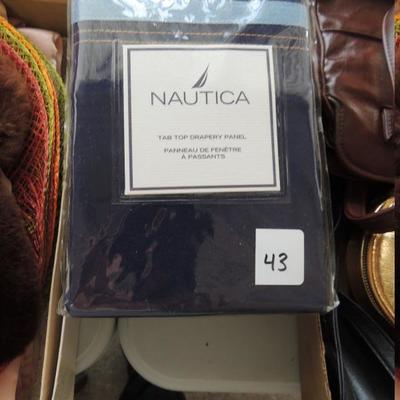 NAUTICA
TAB TOP DRAPERY PANEL
PANNEAU DE FENÊTRE
À PASSANTS
43